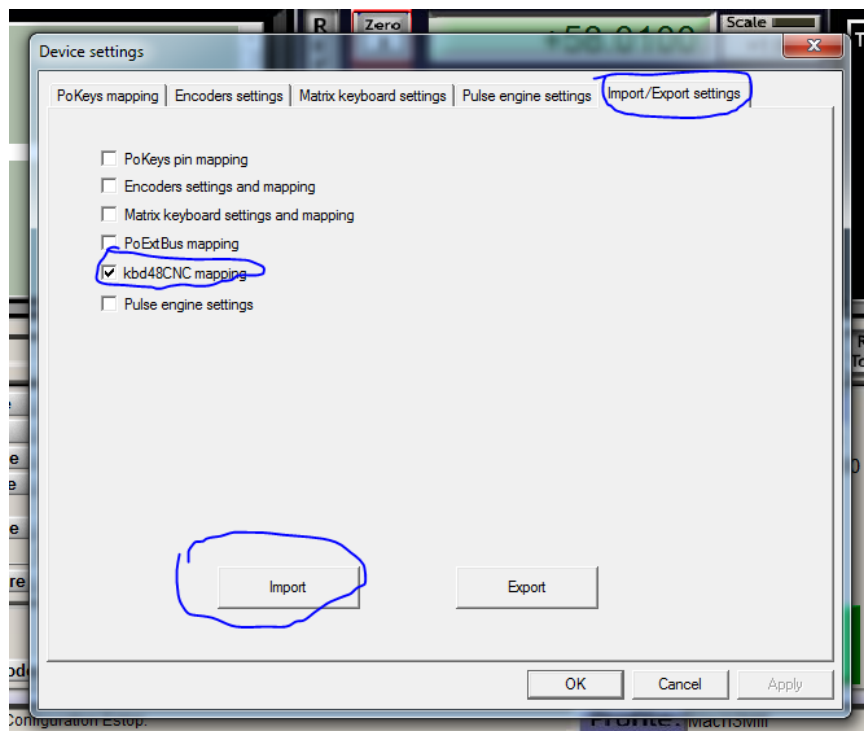 R
Zero
+58.0100
Scale
Device settings
PoKeys mapping
Encoders settings
Matrix keyboard settings
Pulse engine settings
Import/Export settings
PoKeys pin mapping
Encoders settings and mapping
Matrix keyboard settings and mapping
PoExtBus mapping
kbd48CNC mapping
Pulse engine settings
Import
Export
OK
Cancel
Apply
Configuration Estop.
Profile: Mach3Mill